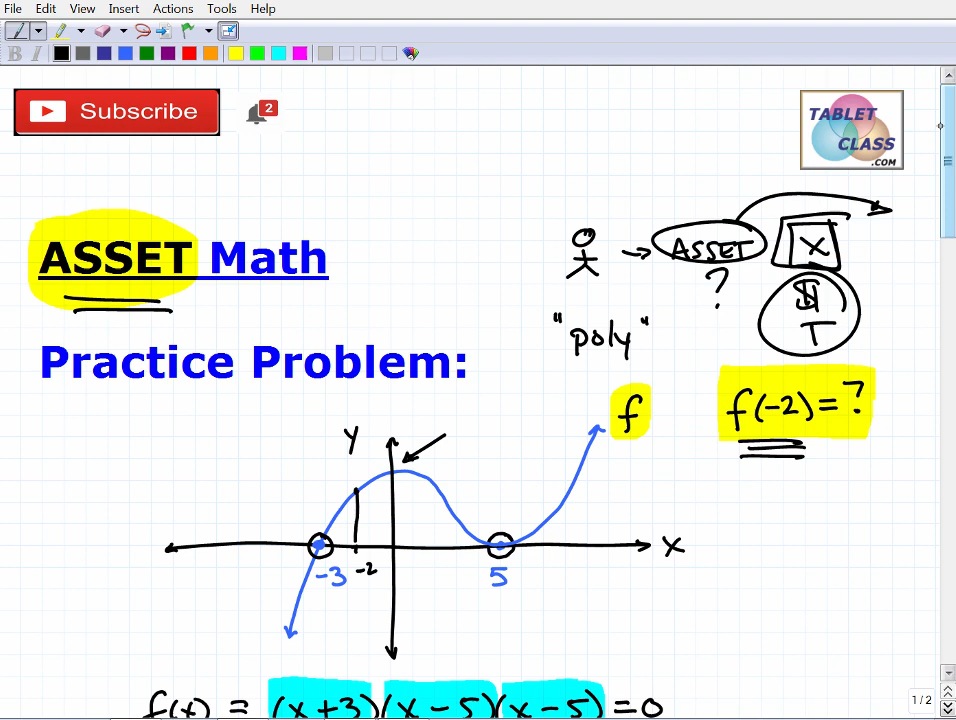 File Edit View Insert Actions Tools Help
B I
Subscribe
2
TABLET
CLASS
.COM
ASSET Math
ASSET
X
?
T
"poly"
Practice Problem:
f
f(-2)=?
Y
X
-3
-2
5
f(x) = (x+3)(x-5)(x-5)=0
1/2